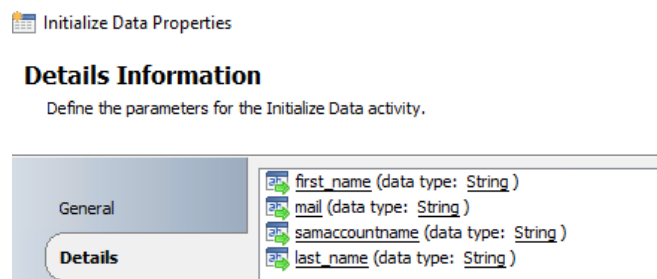 Initialize Data Properties
Details Information
Define the parameters for the Initialize Data activity.
General
Details
first_name (data type: String )
mail (data type: String )
samaccountname (data type: String )
last_name (data type: String )